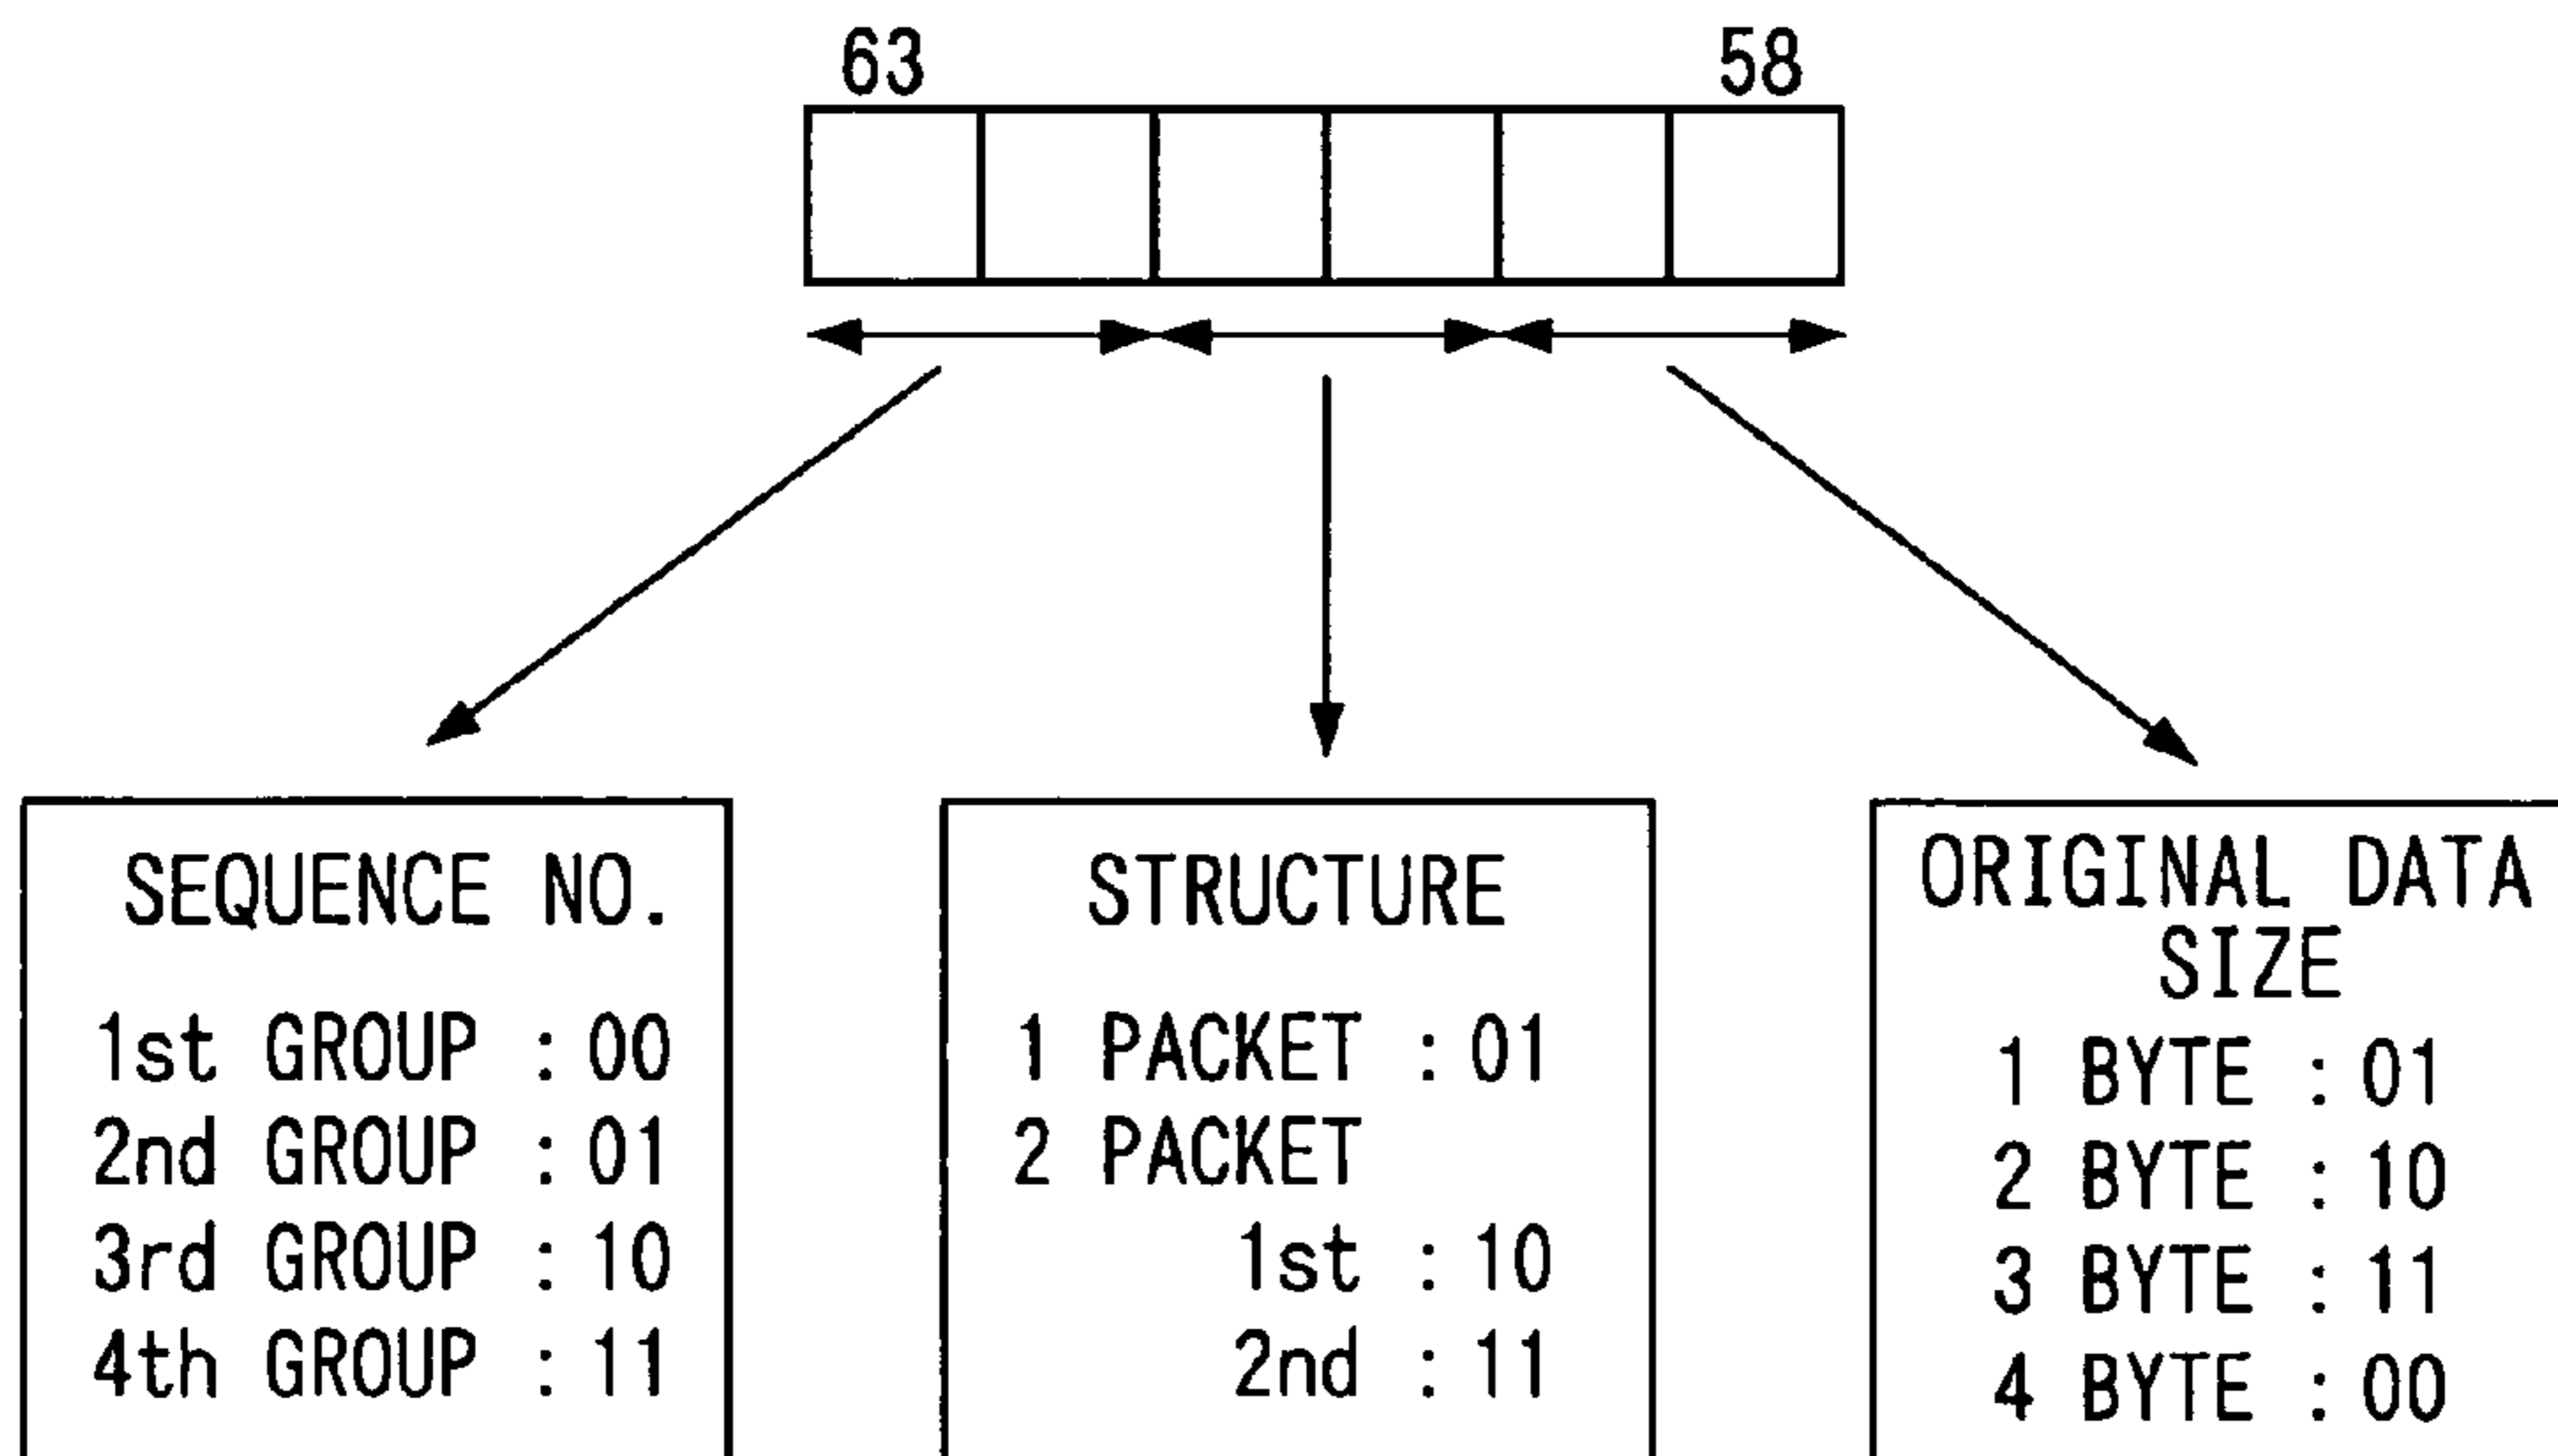 63 58
SEQUENCE NO.
1st GROUP : 00
2nd GROUP : 01
3rd GROUP : 10
4th GROUP : 11
STRUCTURE
1 PACKET : 01
2 PACKET
1st : 10
2nd : 11
ORIGINAL DATA
SIZE
1 BYTE : 01
2 BYTE : 10
3 BYTE : 11
4 BYTE : 00